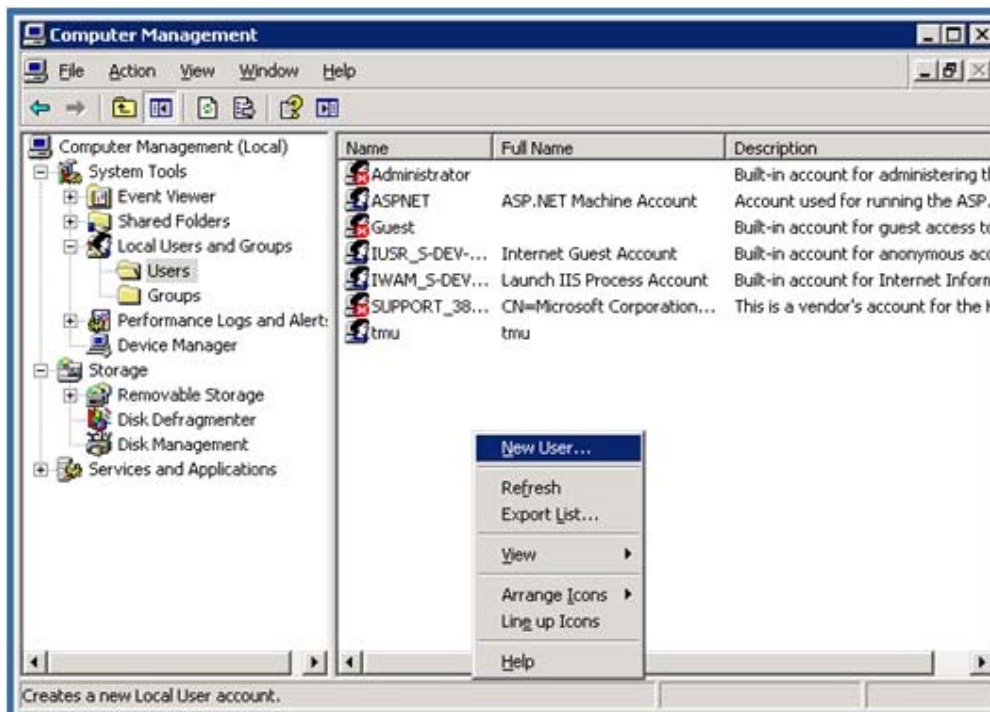 Computer Management
File Action View Window Help
Computer Management (Local)
System Tools
Event Viewer
Shared Folders
Local Users and Groups
Users
Groups
Performance Logs and Alert
Device Manager
Storage
Removable Storage
Disk Defragmenter
Disk Management
Services and Applications
Name Full Name Description
Administrator Built-in account for administering
ASPNET ASP.NET Machine Account Account used for running the ASP.
Guest Built-in account for guest access to
IUSR_S-DEV-... Internet Guest Account Built-in account for anonymous acc
IWAM_S-DEV... Launch IIS Process Account Built-in account for Internet Inform
SUPPORT_38... CN=Microsoft Corporation... This is a vendor's account for the
tmu tmu
New User...
Refresh
Export List...
View
Arrange Icons
Line up Icons
Help
Creates a new Local User account.